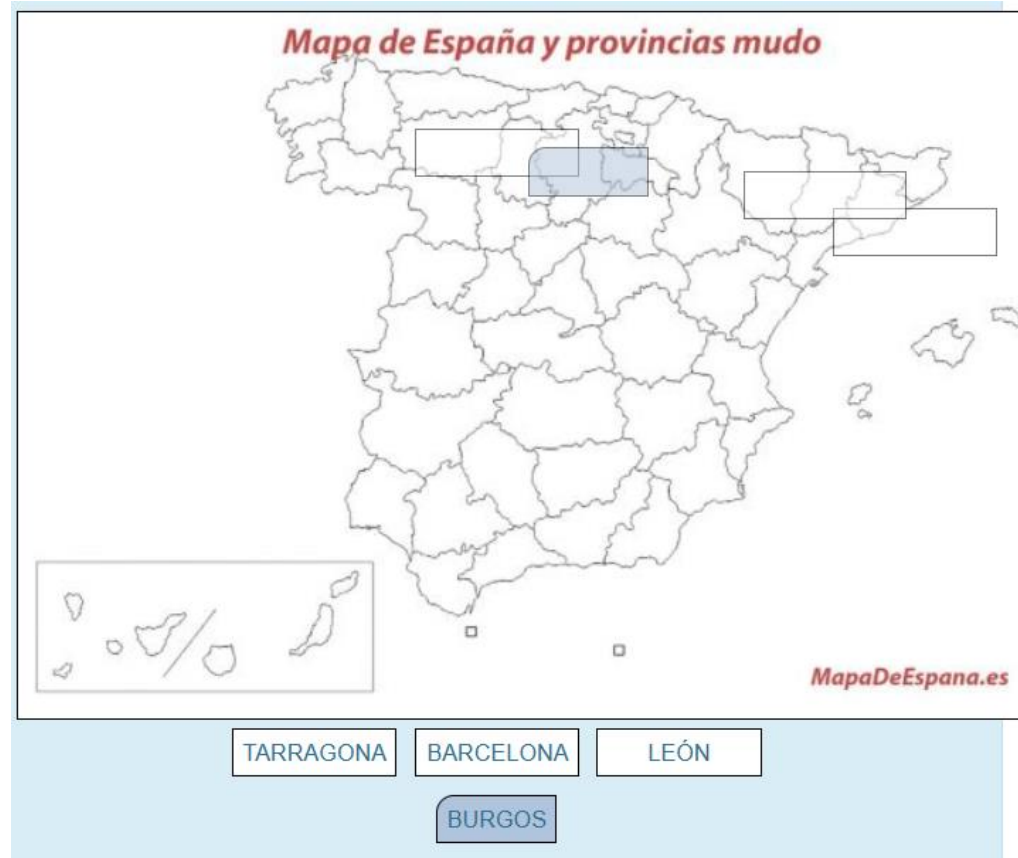 Mapa de España y provincias mudo
MapaDeEspana.es
TARRAGONA
BARCELONA
LEÓN
BURGOS